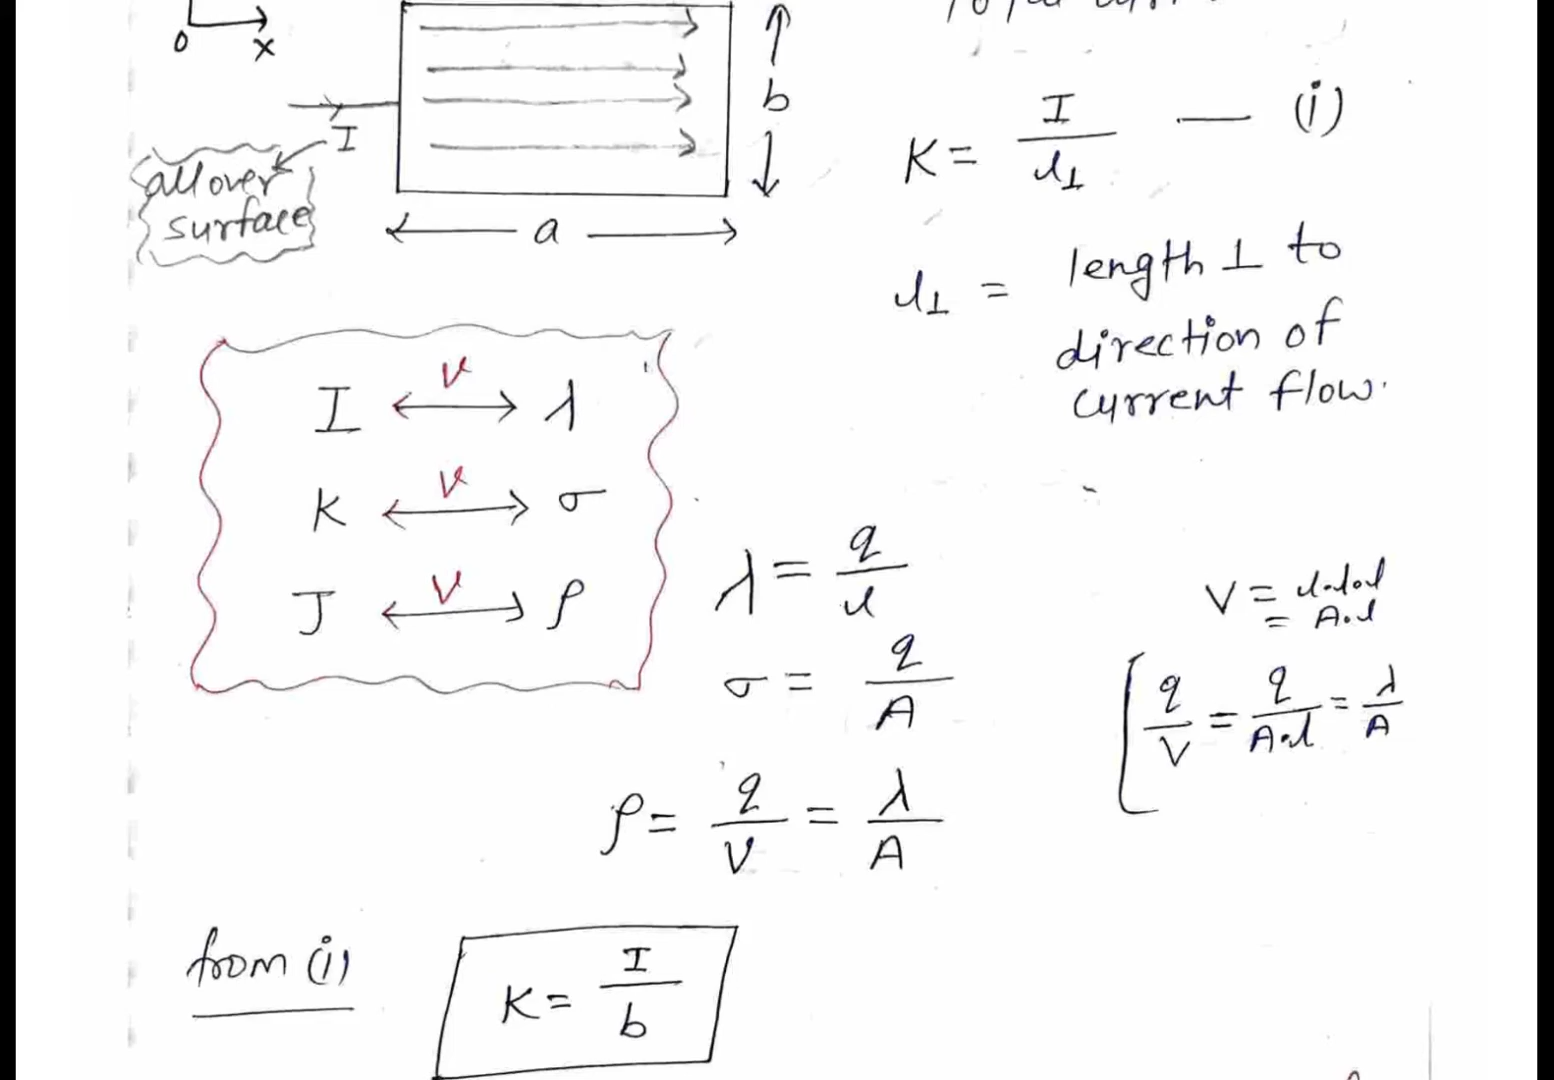 O
x
I
all over
surface
a
b
K = I / l⊥ — (i)
l⊥ = length ⊥ to
direction of
current flow.
I ←v→ λ
K ←v→ σ
J ←v→ ρ
λ = q / l
σ = q / A
ρ = q / V = λ / A
V = l·l·l
= A·l
q / V = q / A·l = λ / A
from (i)
K = I / b